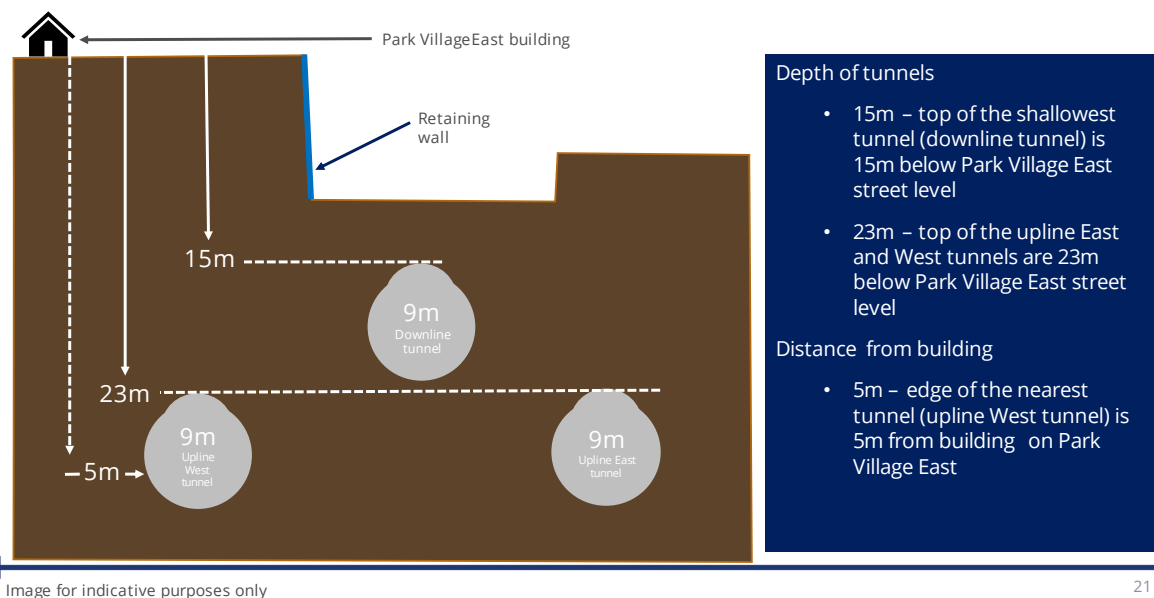 Park VillageEast building
Retaining
wall
15m
9m
Downline
tunnel
23m
9m
Upline
West
tunnel
9m
Upline East
tunnel
5m
Depth of tunnels
• 15m – top of the shallowest
tunnel (downline tunnel) is
15m below Park Village East
street level
• 23m – top of the upline East
and West tunnels are 23m
below Park Village East street
level
Distance from building
• 5m – edge of the nearest
tunnel (upline West tunnel) is
5m from building on Park
Village East
Image for indicative purposes only
21